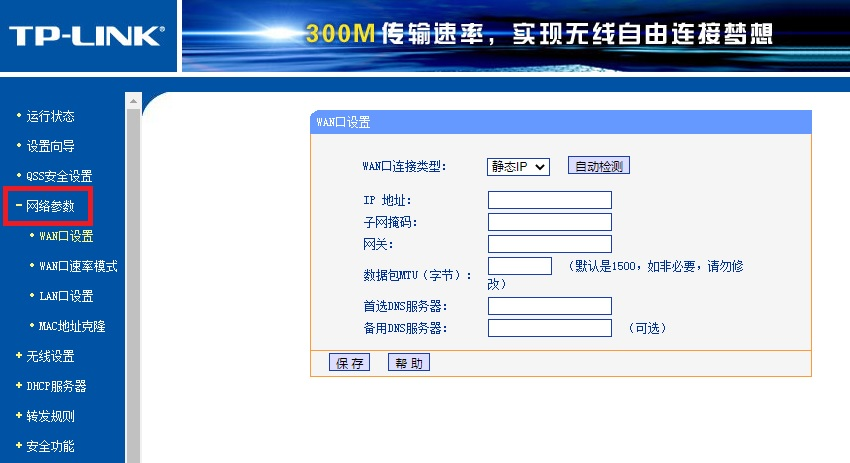 TP-LINK®
300M 传输速率，实现无线自由连接梦想
运行状态
设置向导
QSS安全设置
网络参数
WAN口设置
WAN口速率模式
LAN口设置
MAC地址克隆
无线设置
DHCP服务器
转发规则
安全功能
WAN口设置
WAN口连接类型： 静态IP 自动检测
IP 地址：
子网掩码：
网关：
数据包MTU（字节）： （默认是1500，如非必要，请勿修
改）
首选DNS服务器：
备用DNS服务器： （可选）
保 存 帮 助